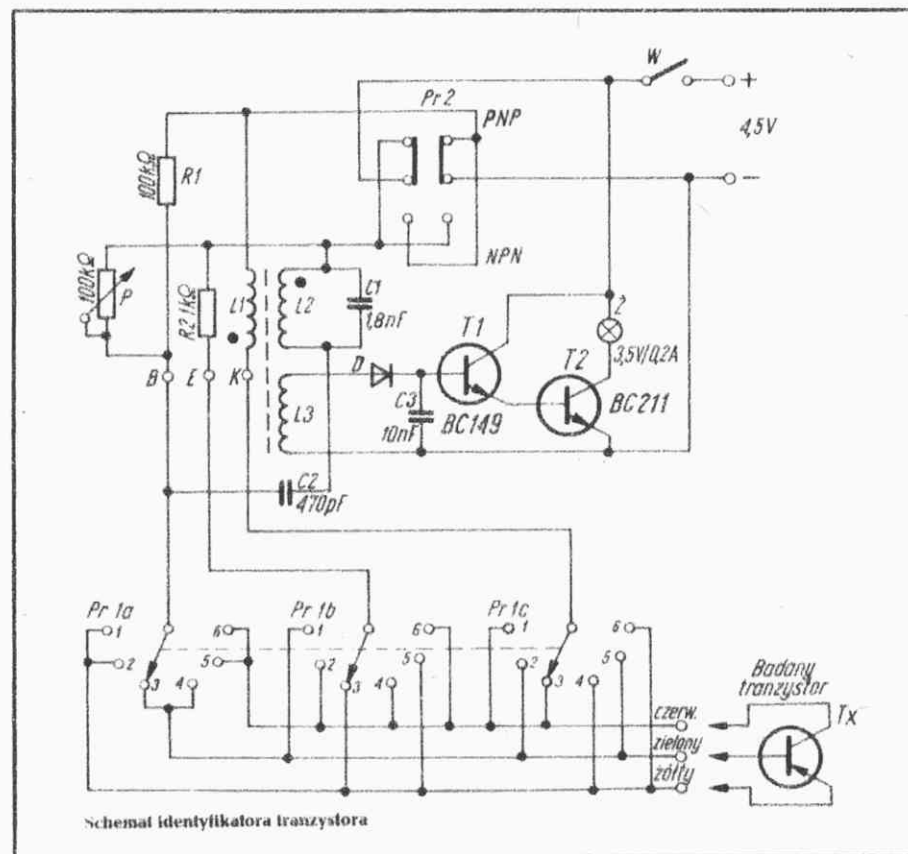 W
+
Pr 2
PNP
4,5V
100kΩ
R1
−
NPN
100kΩ
P
R2 1kΩ
L1
L2
C1
1,8nF
Ż
T1
3,5V/0,2A
D
T2
B
E
K
L3
C3
10nF
BC149
BC211
C2
470pF
Pr 1a
1
6
Pr 1b
1
6
Pr 1c
1
6
2
5
2
5
2
5
3
4
3
4
3
4
Badany
tranzystor
czerw.
Tx
zielony
żółty
Schemat identyfikatora tranzystora